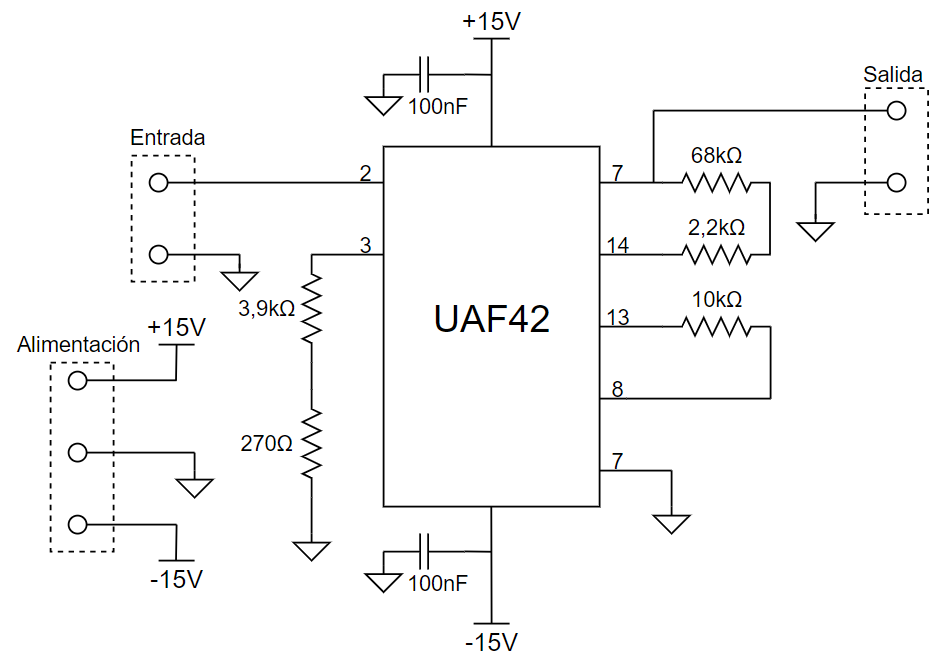 +15V
Salida
100nF
Entrada
68kΩ
2
7
2,2kΩ
3
14
3,9kΩ
10kΩ
UAF42
13
+15V
Alimentación
8
270Ω
7
-15V
100nF
-15V